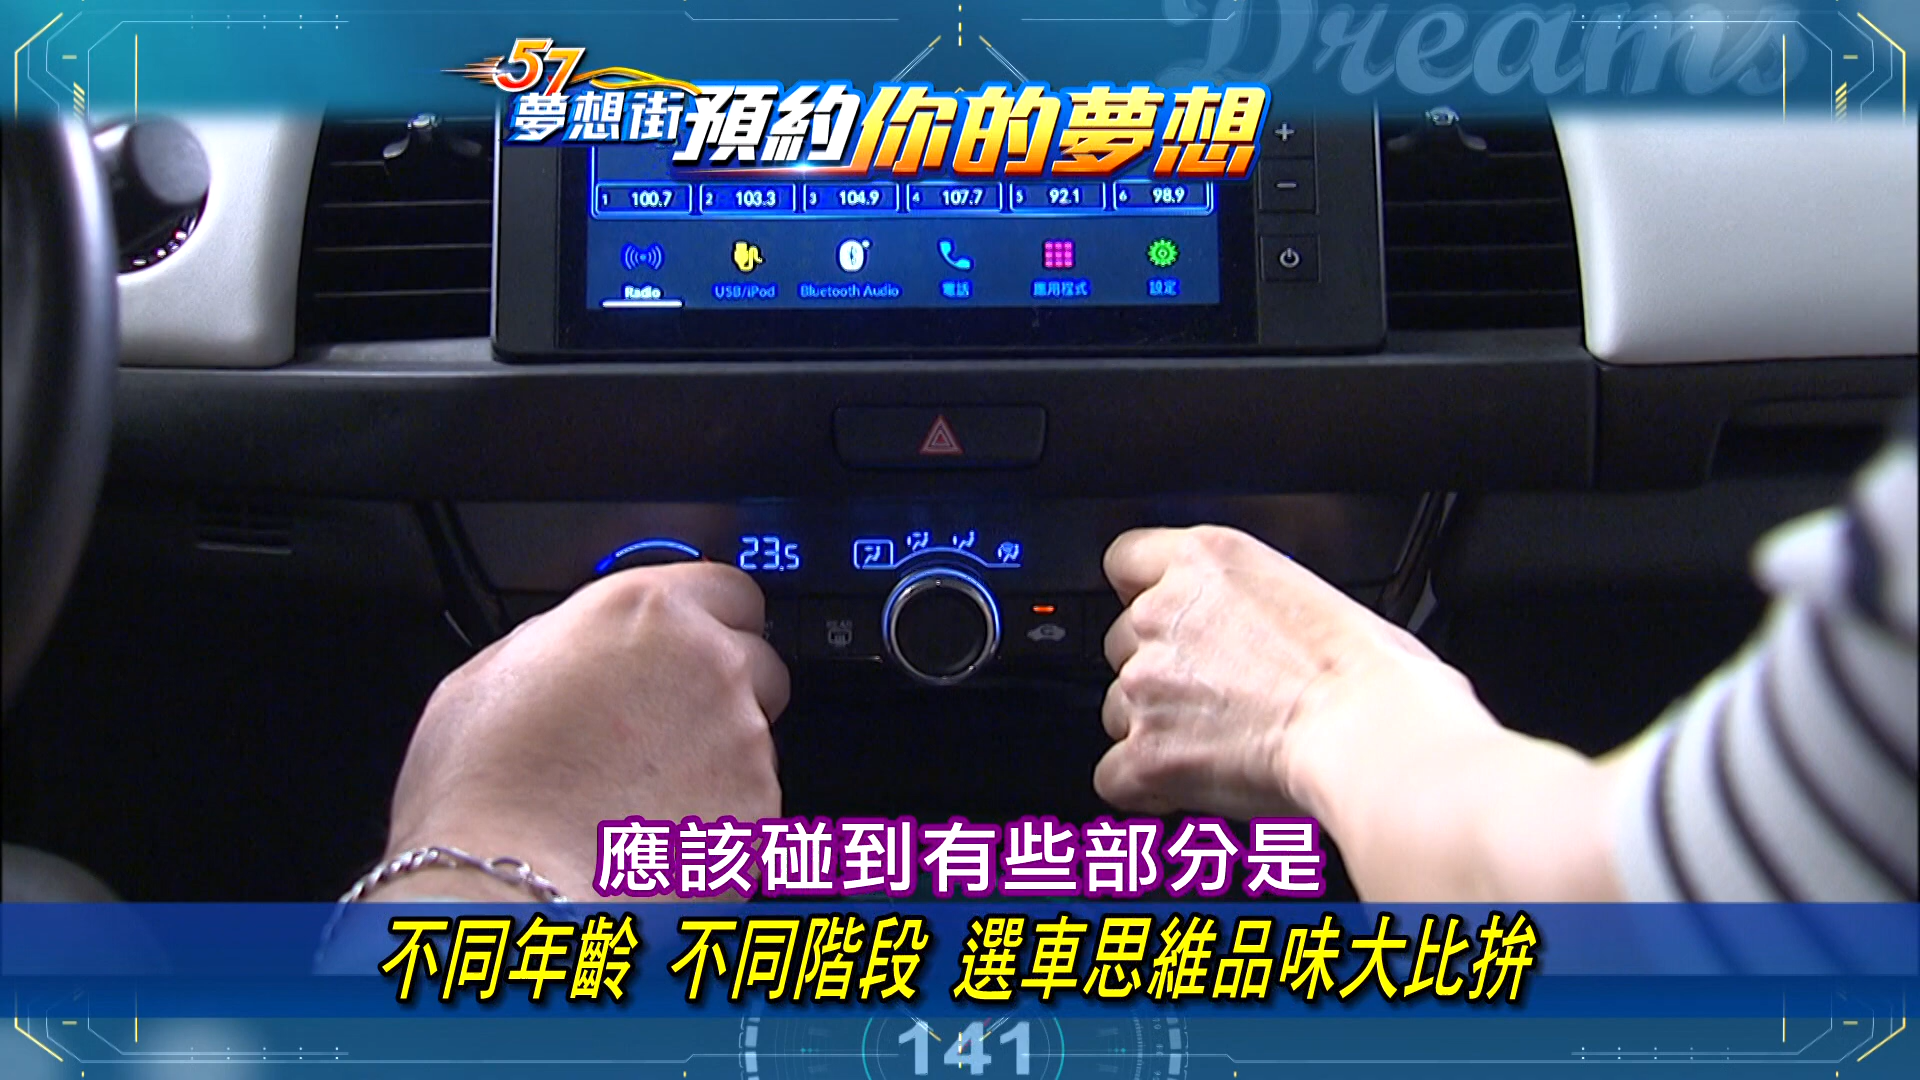 Dreams
57
夢想街 預約你的夢想
1 100.7 2 103.3 3 104.9 4 107.7 5 92.1 6 98.9
Radio USB/iPod Bluetooth Audio 電話 應用程式 設定
23.5
REAR
應該碰到有些部分是
不同年齡 不同階段 選車思維品味大比拚
141